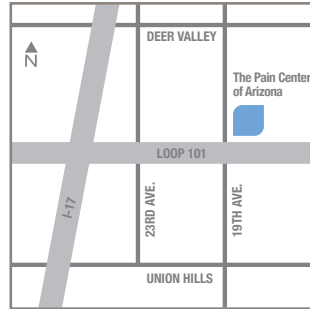 DEER VALLEY
N
The Pain Center
of Arizona
LOOP 101
I-17
23RD AVE.
19TH AVE.
UNION HILLS